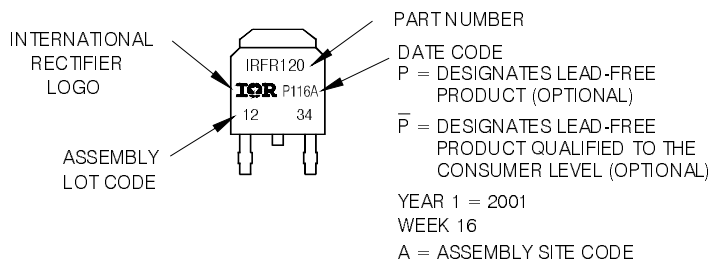 INTERNATIONAL
RECTIFIER
LOGO
ASSEMBLY
LOT CODE
IRFR120
IΩR P116A
12 34
PART NUMBER
DATE CODE
P = DESIGNATES LEAD-FREE
PRODUCT (OPTIONAL)
P̅ = DESIGNATES LEAD-FREE
PRODUCT QUALIFIED TO THE
CONSUMER LEVEL (OPTIONAL)
YEAR 1 = 2001
WEEK 16
A = ASSEMBLY SITE CODE